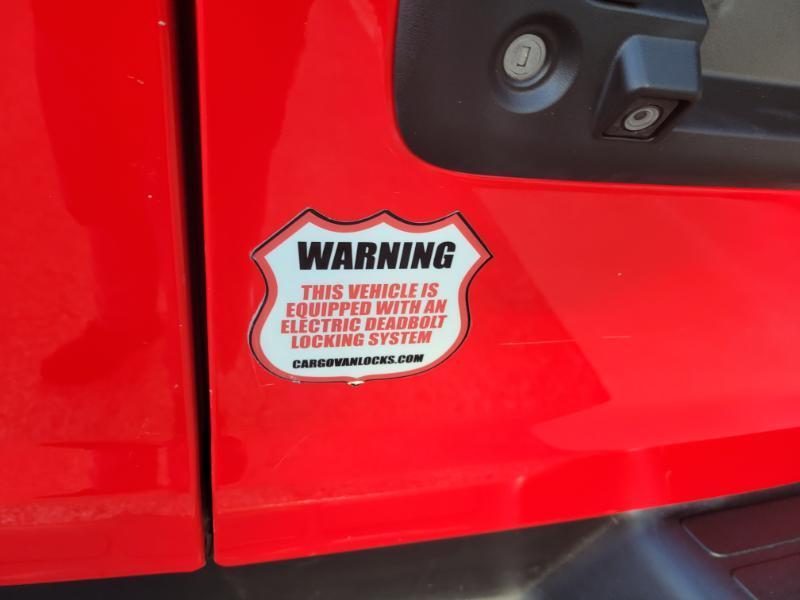 WARNING
THIS VEHICLE IS
EQUIPPED WITH AN
ELECTRIC DEADBOLT
LOCKING SYSTEM
CARGOVANLOCKS.COM